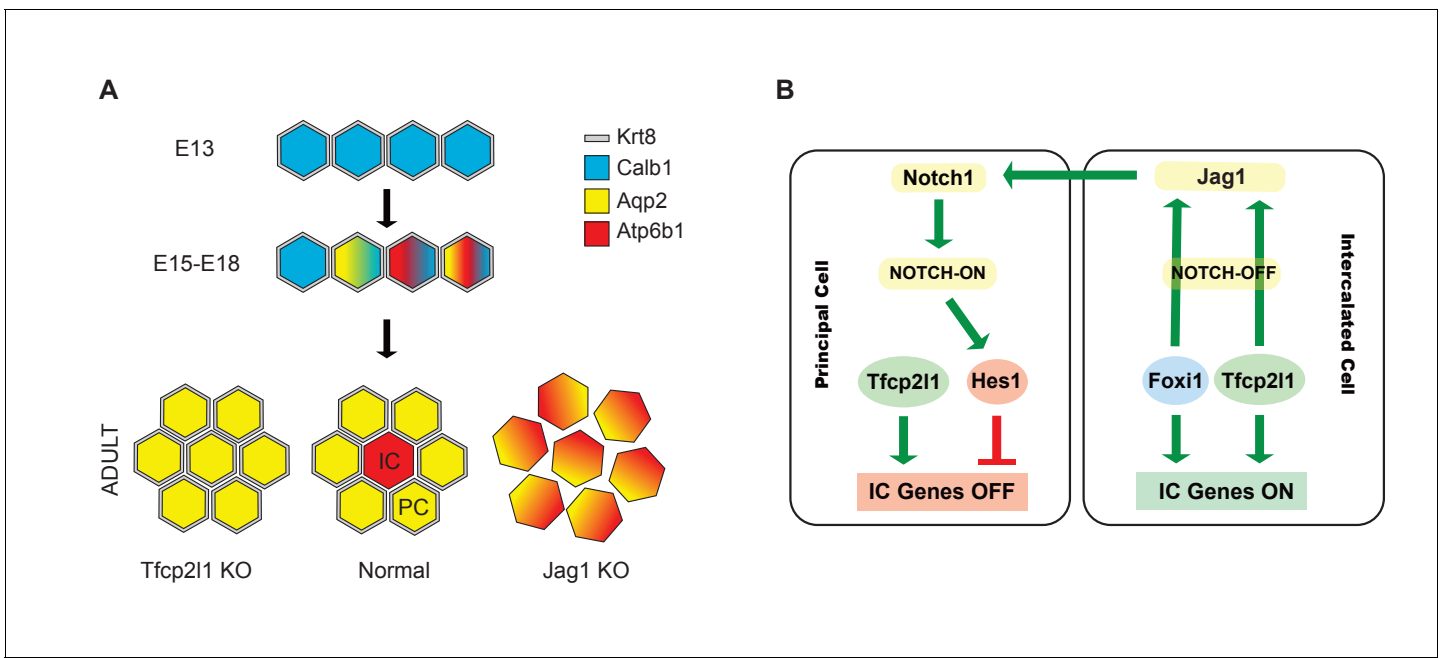 A
E13
E15-E18
ADULT
Krt8
Calb1
Aqp2
Atp6b1
IC
PC
Tfcp2l1 KO
Normal
Jag1 KO
B
Principal Cell
Notch1
NOTCH-ON
Tfcp2l1
Hes1
IC Genes OFF
Jag1
NOTCH-OFF
Intercalated Cell
Foxi1
Tfcp2l1
IC Genes ON